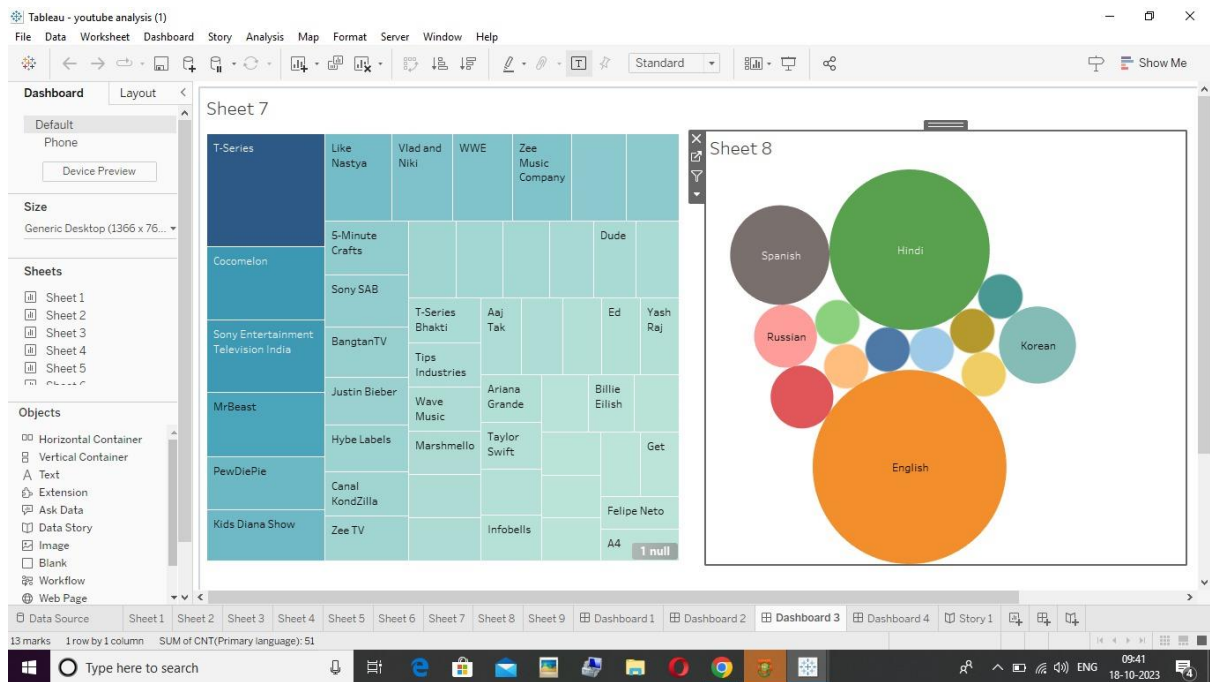 Tableau - youtube analysis (1)
File Data Worksheet Dashboard Story Analysis Map Format Server Window Help
Standard
Show Me
Dashboard Layout
Default
Phone
Device Preview
Size
Generic Desktop (1366 x 76...
Sheets
Sheet 1
Sheet 2
Sheet 3
Sheet 4
Sheet 5
Objects
Horizontal Container
Vertical Container
Text
Extension
Ask Data
Data Story
Image
Blank
Workflow
Web Page
Sheet 7
T-Series
Cocomelon
Sony Entertainment
Television India
MrBeast
PewDiePie
Kids Diana Show
Like
Nastya
Vlad and
Niki
WWE
Zee
Music
Company
5-Minute
Crafts
Sony SAB
BangtanTV
Justin Bieber
Hybe Labels
Canal
KondZilla
Zee TV
Dude
T-Series
Bhakti
Tips
Industries
Wave
Music
Marshmello
Aaj
Tak
Ariana
Grande
Taylor
Swift
Infobells
Ed
Yash
Raj
Billie
Eilish
Get
Felipe Neto
A4
1 null
Sheet 8
Spanish
Hindi
Russian
Korean
English
Data Source Sheet 1 Sheet 2 Sheet 3 Sheet 4 Sheet 5 Sheet 6 Sheet 7 Sheet 8 Sheet 9 Dashboard 1 Dashboard 2 Dashboard 3 Dashboard 4 Story 1
13 marks 1 row by 1 column SUM of CNT(Primary language): 51
Type here to search
ENG
09:41
18-10-2023
4